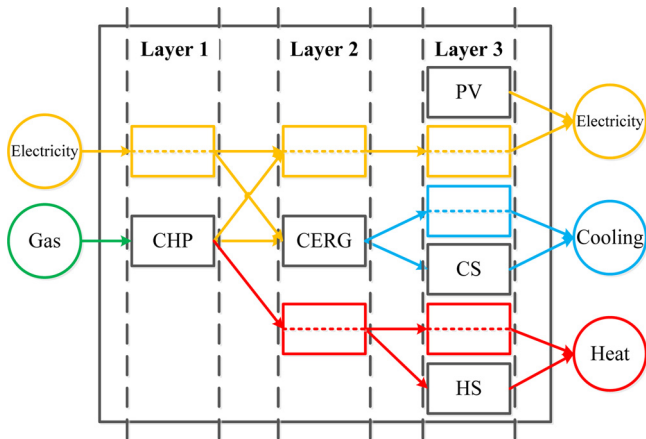 Layer 1
Layer 2
Layer 3
PV
Electricity
Electricity
Gas
CHP
CERG
CS
Cooling
HS
Heat